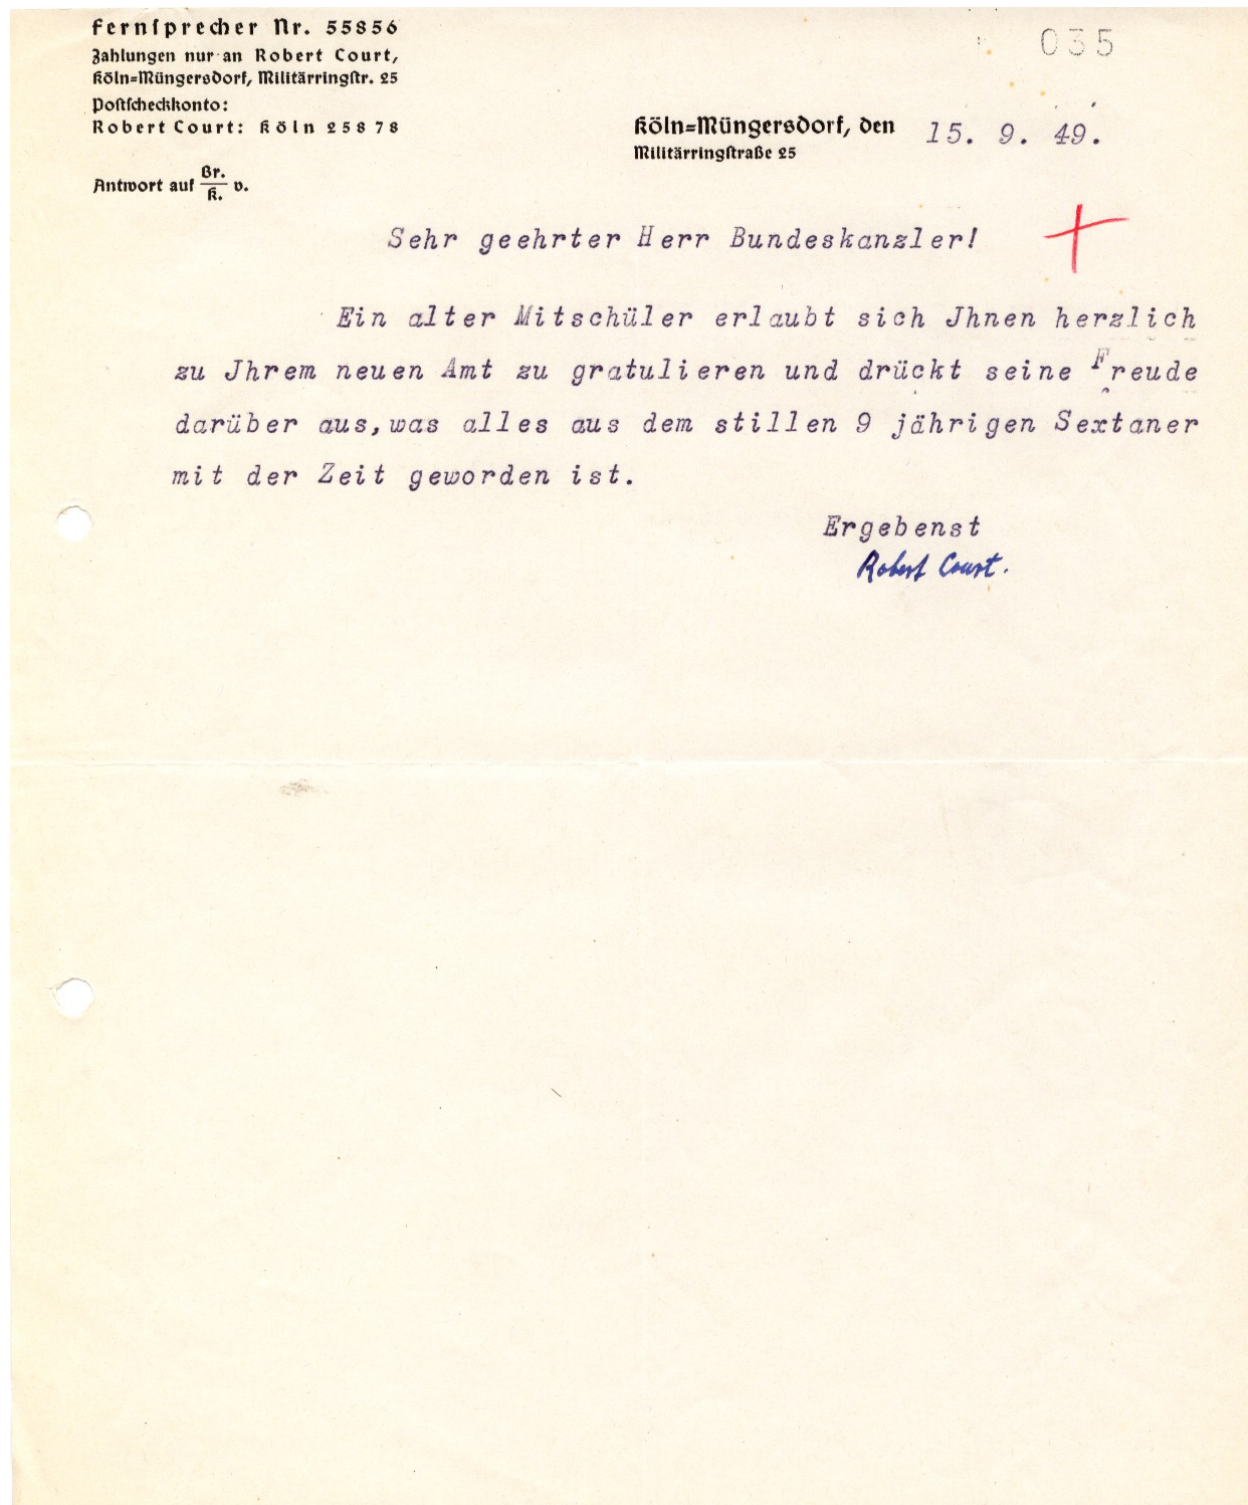 Fernsprecher Nr. 55856
Zahlungen nur an Robert Court,
Köln=Müngersdorf, Militärringstr. 25
Postscheckkonto:
Robert Court: Köln 25878
Antwort auf Br./K. v.
035
Köln=Müngersdorf, den 15. 9. 49.
Militärringstraße 25
Sehr geehrter Herr Bundeskanzler!
Ein alter Mitschüler erlaubt sich Jhnen herzlich
zu Jhrem neuen Amt zu gratulieren und drückt seine Freude
darüber aus,was alles aus dem stillen 9 jährigen Sextaner
mit der Zeit geworden ist.
Ergebenst
Robert Court.